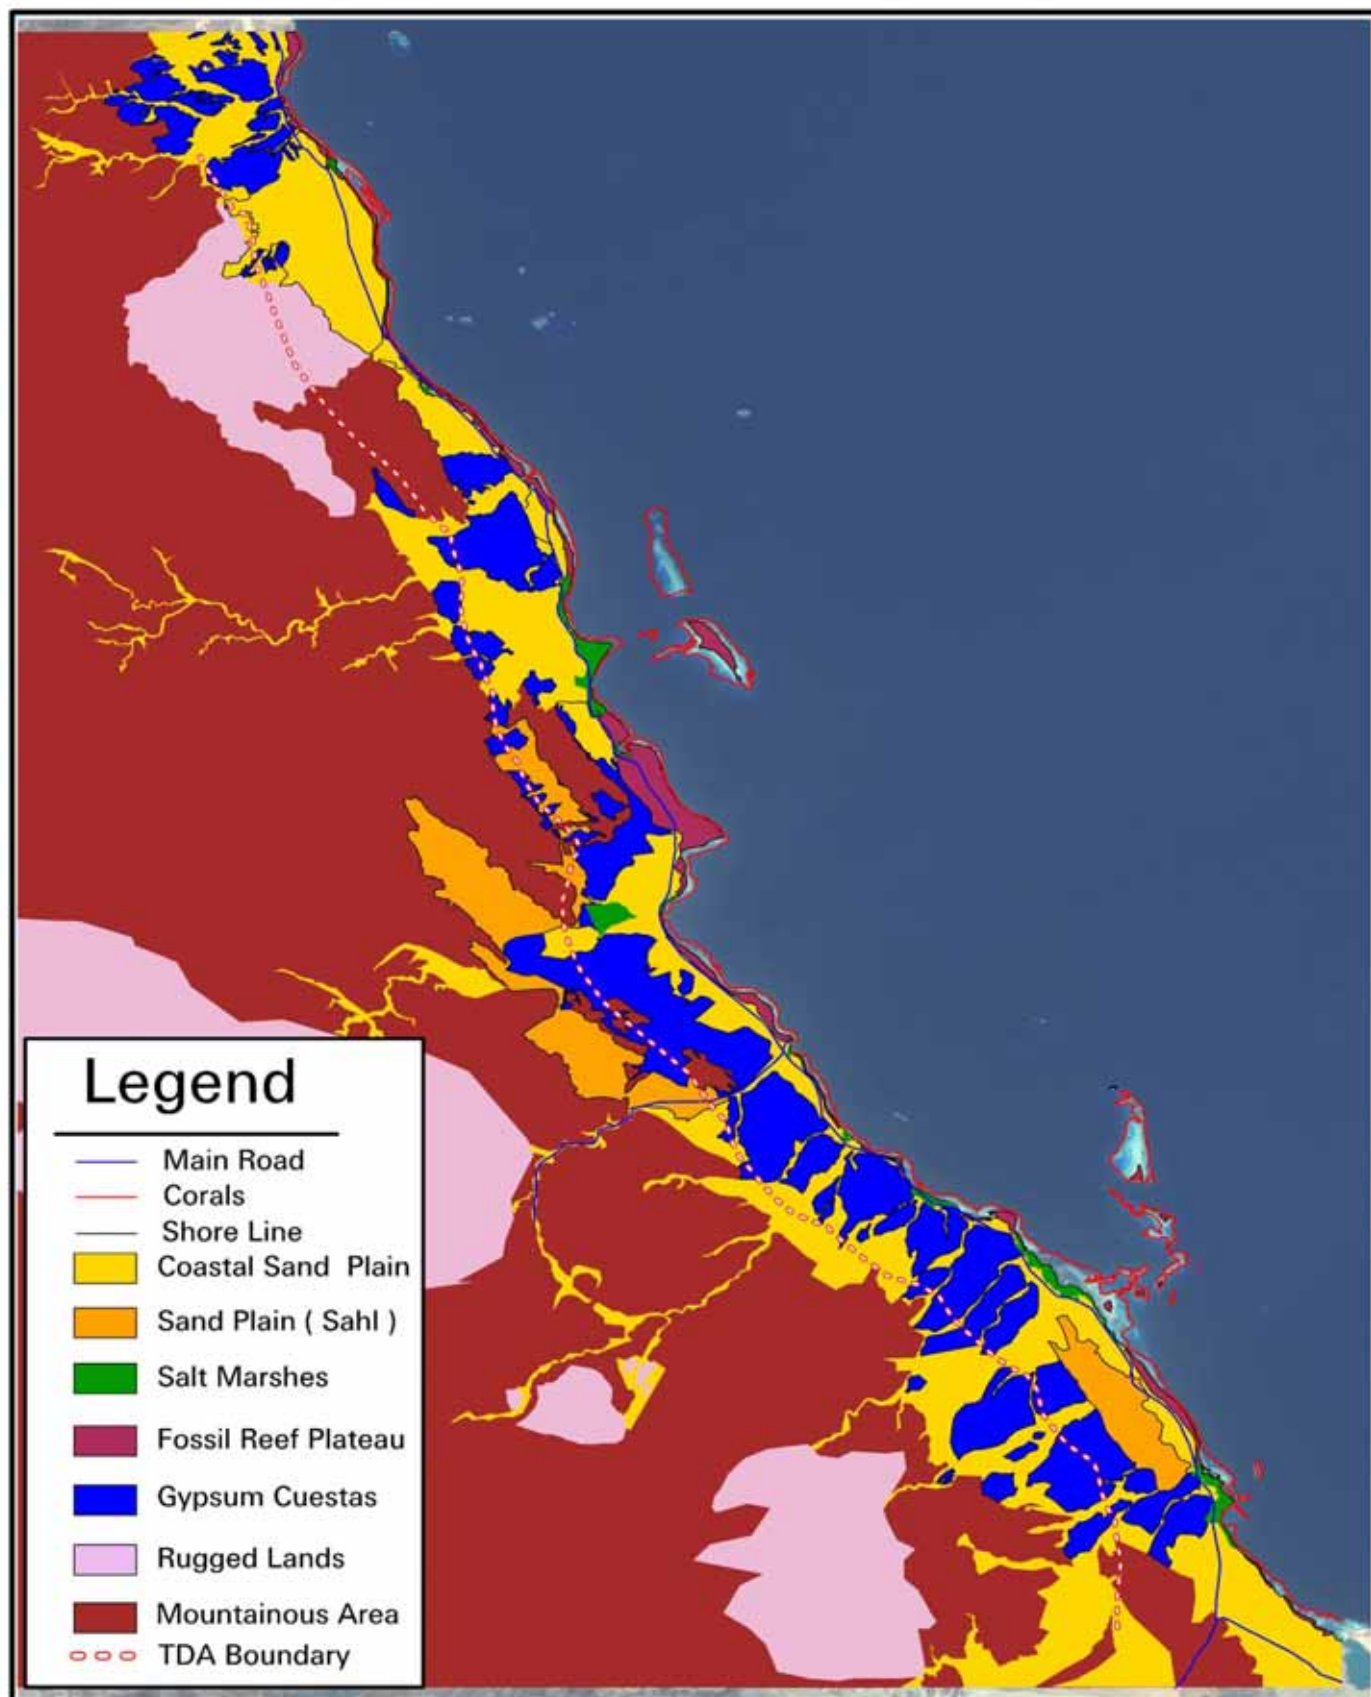 Legend
Main Road
Corals
Shore Line
Coastal Sand Plain
Sand Plain ( Sahl )
Salt Marshes
Fossil Reef Plateau
Gypsum Cuestas
Rugged Lands
Mountainous Area
TDA Boundary